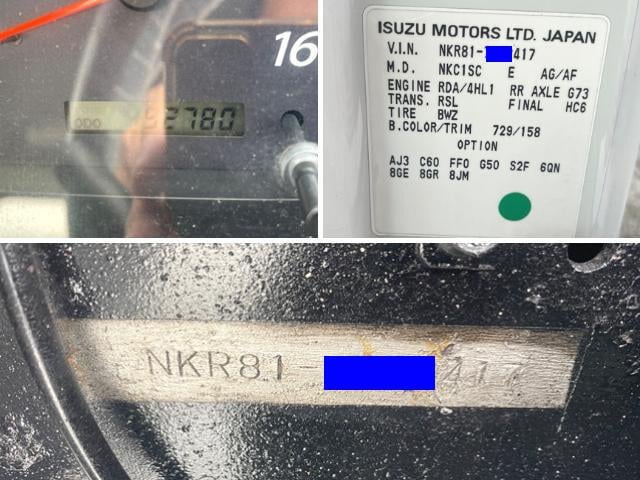 16
ODO
2780
ISUZU MOTORS LTD. JAPAN
V.I.N. NKR81- 417
M.D. NKC1SC E AG/AF
ENGINE RDA/4HL1 RR AXLE G73
TRANS. RSL FINAL HC6
TIRE BWZ
B.COLOR/TRIM 729/158
OPTION
AJ3 C60 FF0 G50 S2F 6QN
8GE 8GR 8JM
NKR81- 417